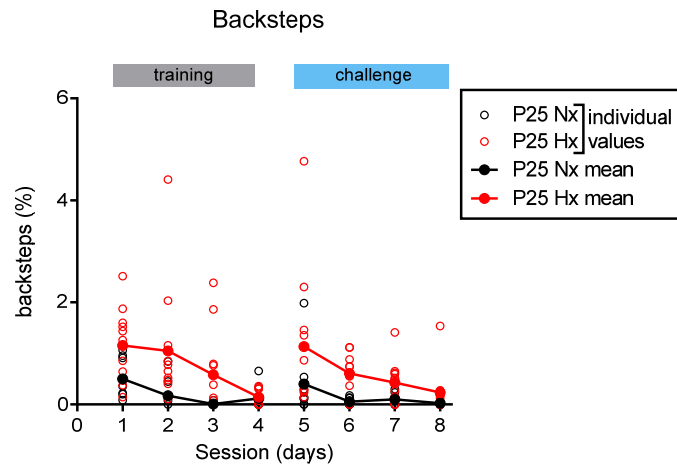 Backsteps
training
challenge
6
4
2
0
backsteps (%)
0 1 2 3 4 5 6 7 8
Session (days)
P25 Nx
P25 Hx
individual
values
P25 Nx mean
P25 Hx mean